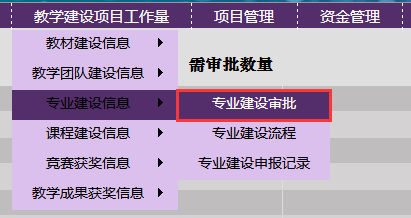 教学建设项目工作量 项目管理 资金管理
教材建设信息
教学团队建设信息 需审批数量
专业建设信息 专业建设审批
课程建设信息 专业建设流程
竞赛获奖信息 专业建设申报记录
教学成果获奖信息